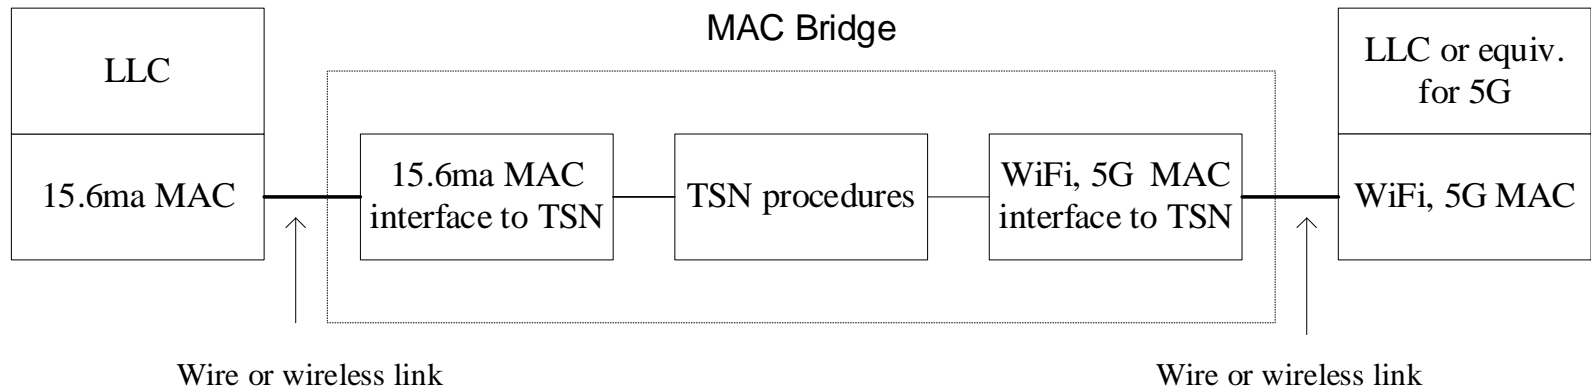 MAC Bridge
LLC
15.6ma MAC
15.6ma MAC
interface to TSN
TSN procedures
WiFi, 5G  MAC
interface to TSN
LLC or equiv.
for 5G
WiFi, 5G MAC
Wire or wireless link
Wire or wireless link